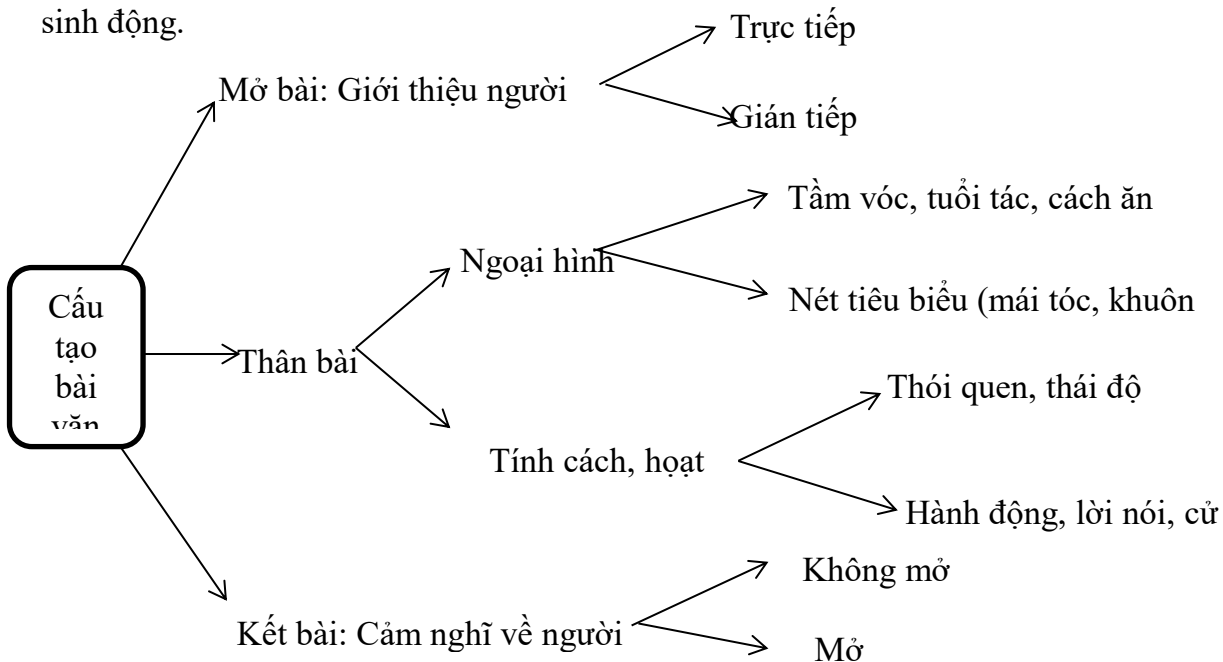 sinh động.
Trực tiếp
Mở bài: Giới thiệu người
Gián tiếp
Tầm vóc, tuổi tác, cách ăn
Ngoại hình
Nét tiêu biểu (mái tóc, khuôn
Cấu
tạo
bài
văn
Thân bài
Thói quen, thái độ
Tính cách, họat
Hành động, lời nói, cử
Không mở
Kết bài: Cảm nghĩ về người
Mở